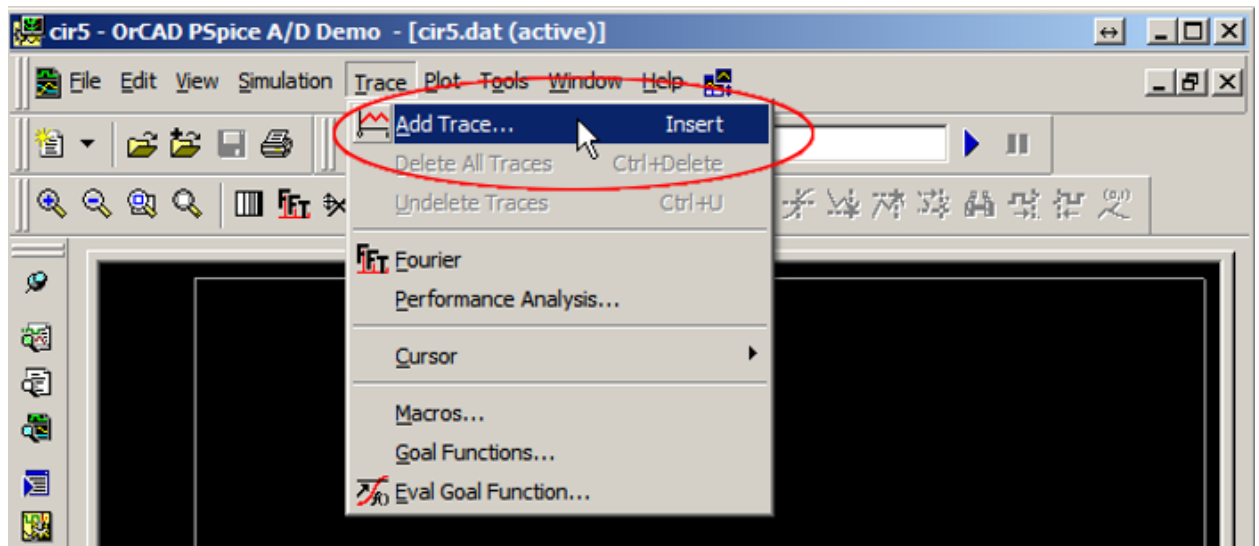 cir5 - OrCAD PSpice A/D Demo - [cir5.dat (active)]
File Edit View Simulation Trace Plot Tools Window Help
Add Trace... Insert
Delete All Traces Ctrl+Delete
Undelete Traces Ctrl+U
FFT Fourier
Performance Analysis...
Cursor
Macros...
Goal Functions...
Eval Goal Function...